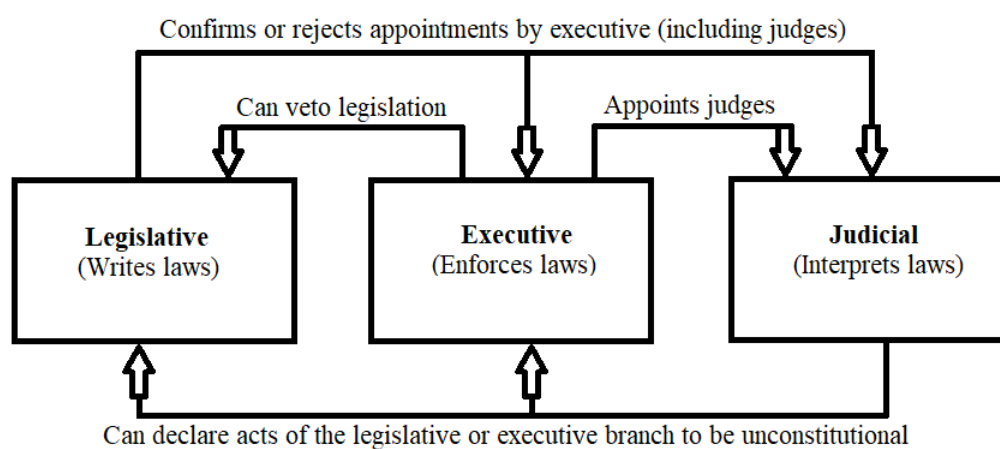 Confirms or rejects appointments by executive (including judges)
Can veto legislation
Appoints judges
Legislative
(Writes laws)
Executive
(Enforces laws)
Judicial
(Interprets laws)
Can declare acts of the legislative or executive branch to be unconstitutional